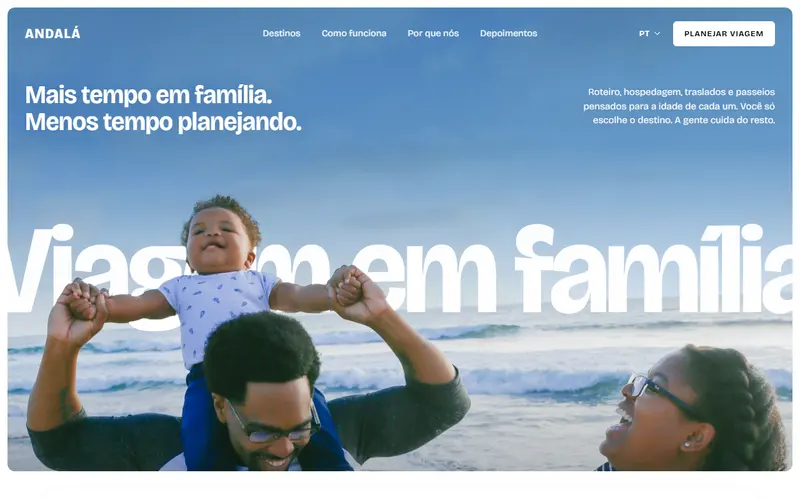 ANDALÁ
Destinos
Como funciona
Por que nós
Depoimentos
PT
PLANEJAR VIAGEM
Mais tempo em família.
Menos tempo planejando.
Roteiro, hospedagem, traslados e passeios
pensados para a idade de cada um. Você só
escolhe o destino. A gente cuida do resto.
Viagem em família